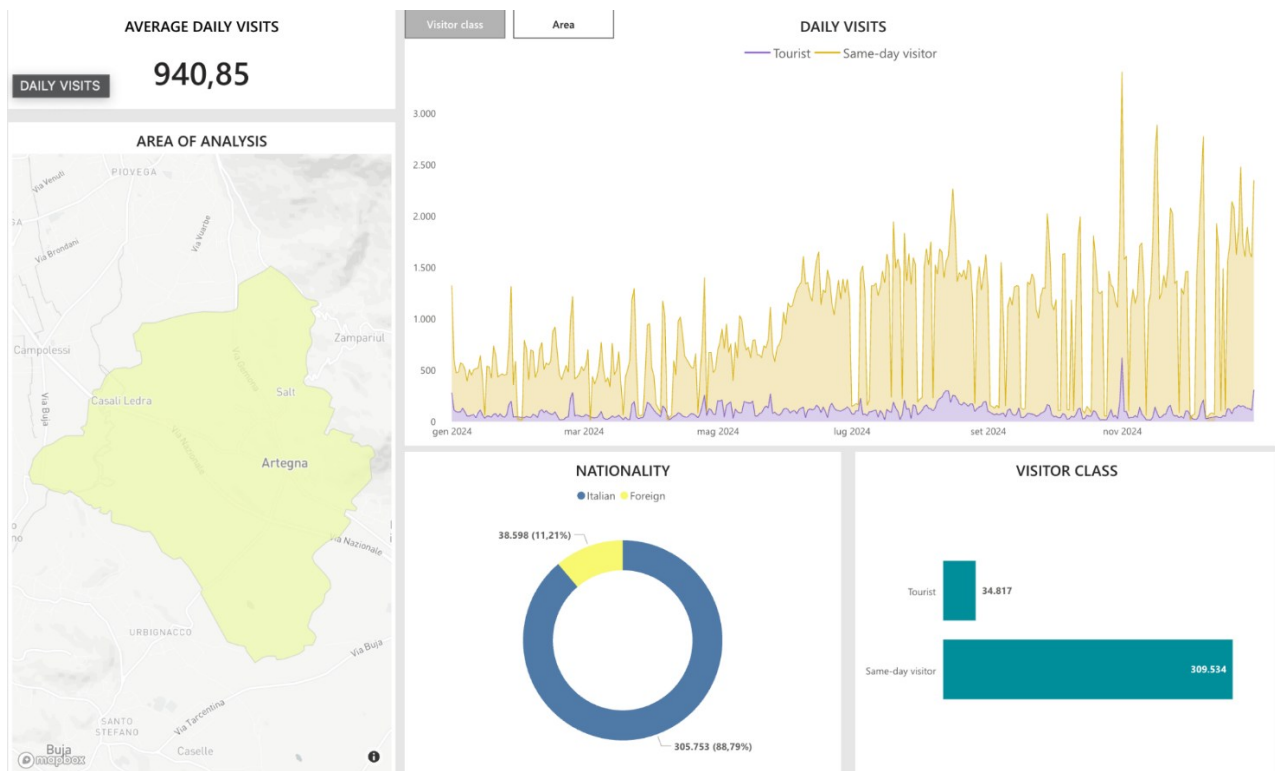 AVERAGE DAILY VISITS
940,85
DAILY VISITS
AREA OF ANALYSIS
PIOVEGA
Via Venuti
Via Vuarbe
Via Brondani
Zampariul
Campolessi
Via Osovana
Salt
Casali Ledra
Via Buja
Via Nazionale
Artegna
Via Nazionale
URBIGNACCO
Via Buja
Via Tarcentina
SANTO
STEFANO
Buja
Caselle
mapbox
i
Visitor class
Area
DAILY VISITS
Tourist
Same-day visitor
3.000
2.500
2.000
1.500
1.000
500
0
gen 2024
mar 2024
mag 2024
lug 2024
set 2024
nov 2024
NATIONALITY
Italian
Foreign
38.598 (11,21%)
305.753 (88,79%)
VISITOR CLASS
Tourist
34.817
Same-day visitor
309.534